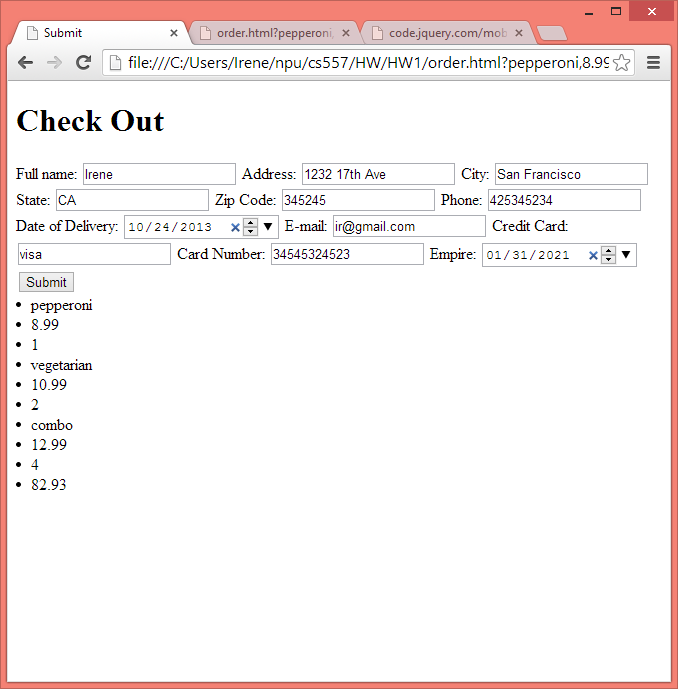 Submit
order.html?pepperoni,
code.jquery.com/mob
file:///C:/Users/Irene/npu/cs557/HW/HW1/order.html?pepperoni,8.99
Check Out
Full name: Irene Address: 1232 17th Ave City: San Francisco
State: CA Zip Code: 345245 Phone: 425345234
Date of Delivery: 10/24/2013 E-mail: ir@gmail.com Credit Card:
visa Card Number: 34545324523 Empire: 01/31/2021
Submit
• pepperoni
• 8.99
• 1
• vegetarian
• 10.99
• 2
• combo
• 12.99
• 4
• 82.93